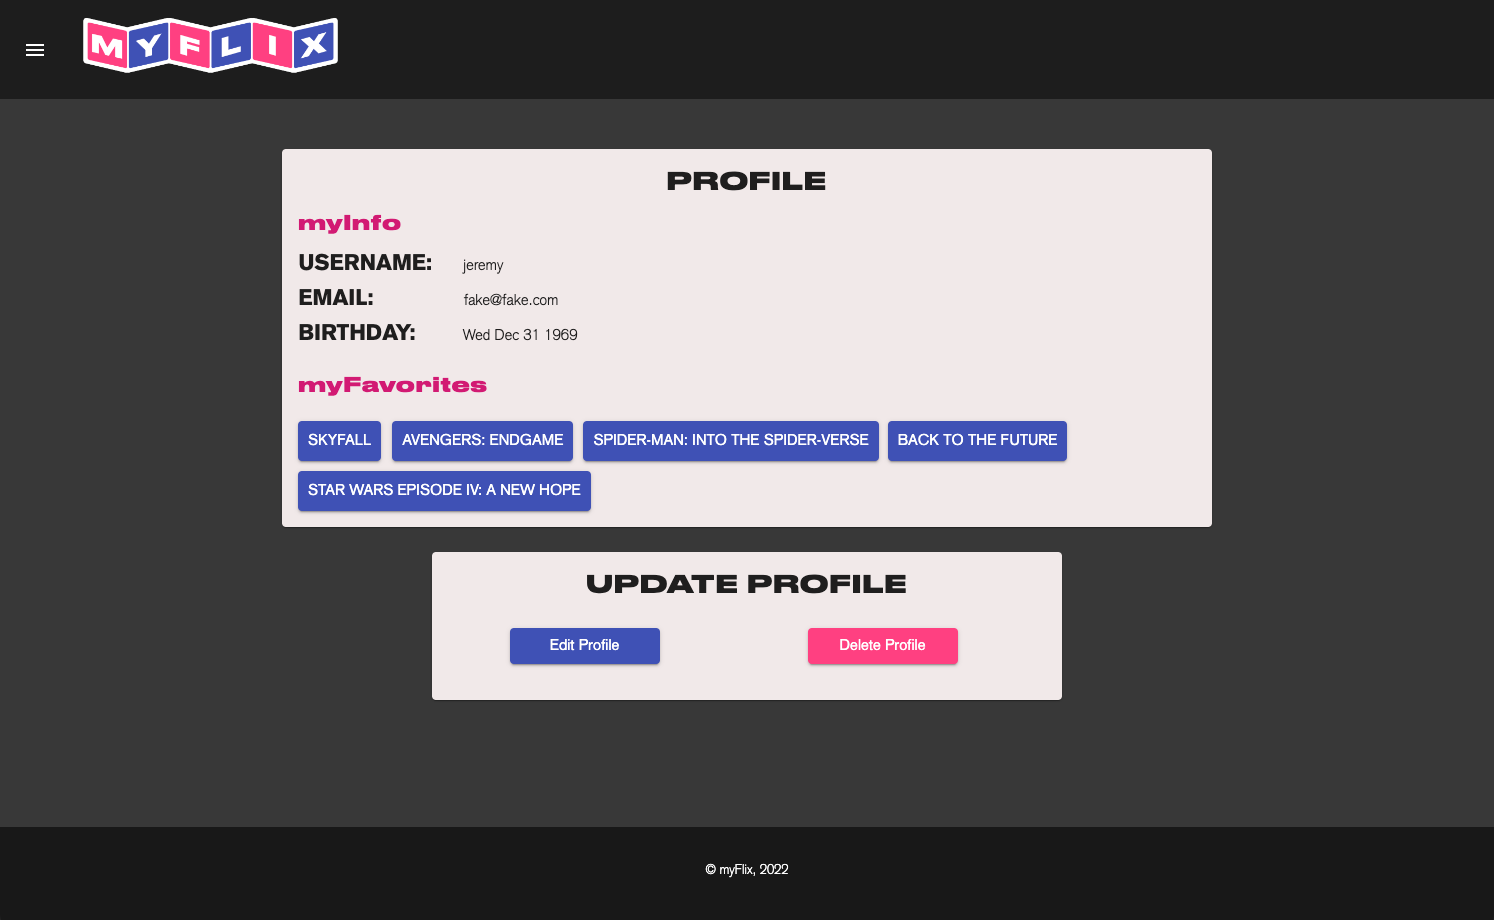 MYFLIX
PROFILE
myInfo
USERNAME: jeremy
EMAIL: fake@fake.com
BIRTHDAY: Wed Dec 31 1969
myFavorites
SKYFALL AVENGERS: ENDGAME SPIDER-MAN: INTO THE SPIDER-VERSE BACK TO THE FUTURE
STAR WARS EPISODE IV: A NEW HOPE
UPDATE PROFILE
Edit Profile Delete Profile
© myFlix, 2022